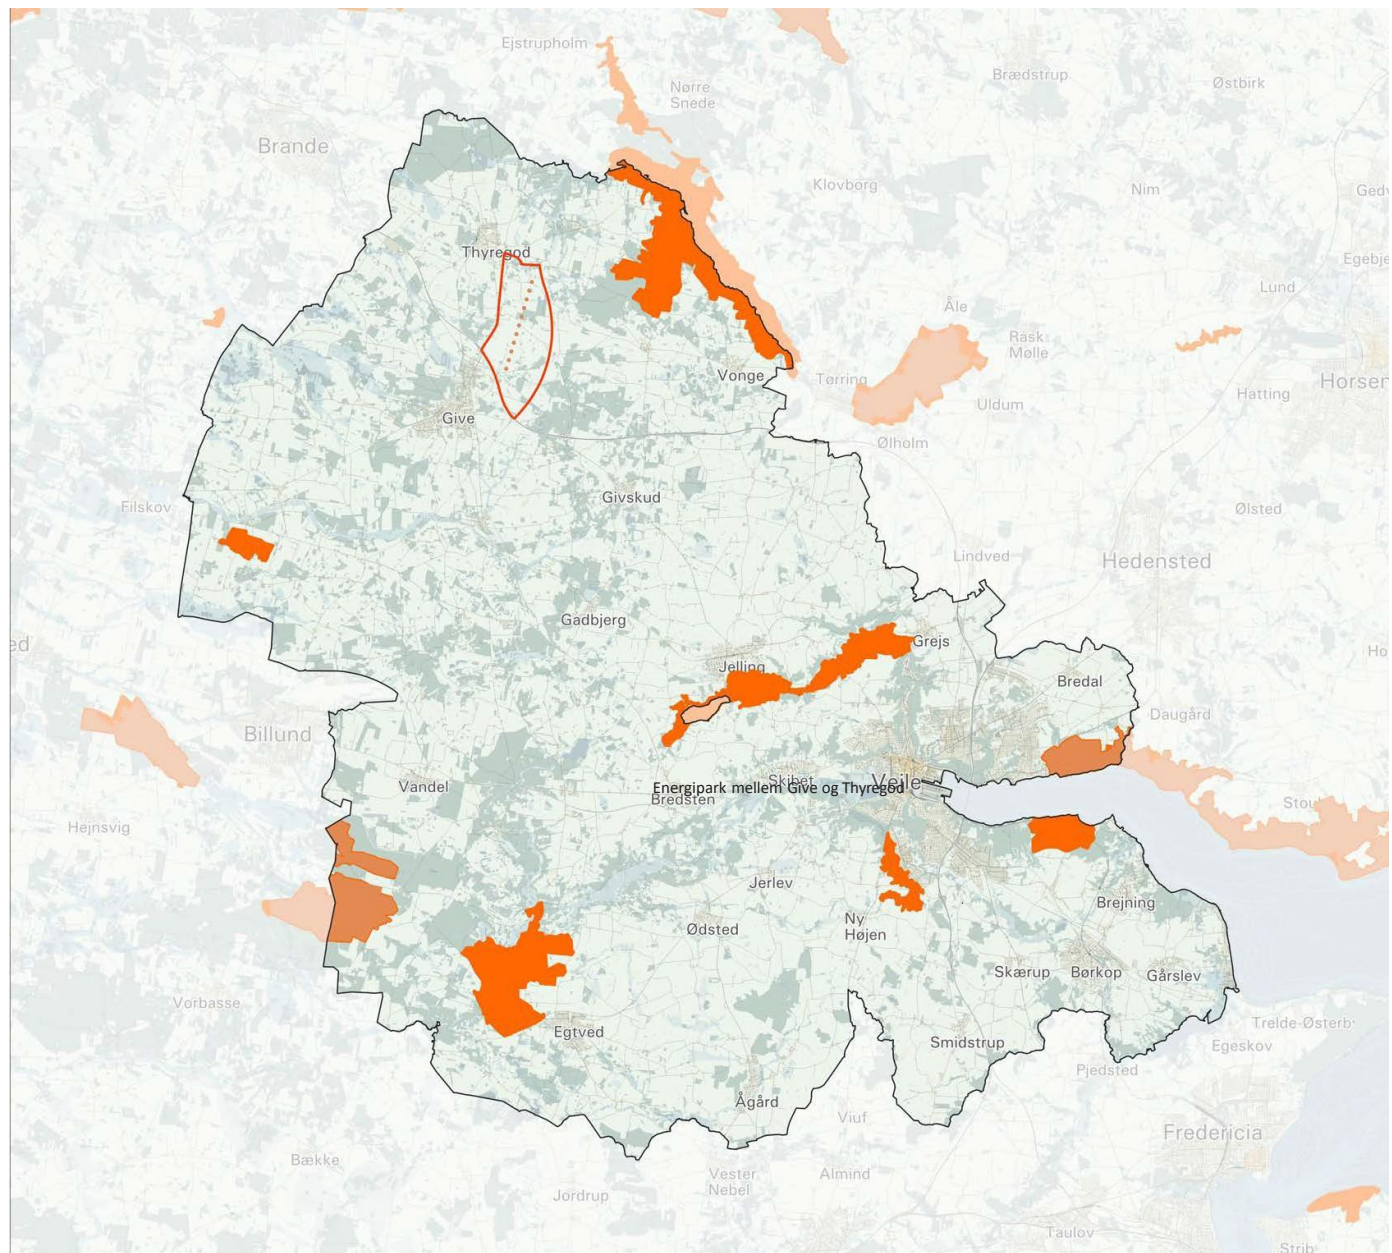 Ejstrupholm
Nørre
Snede
Brædstrup
Østbirk
Brande
Klovborg
Nim
Gedv
Thyregod
Egebje
Lund
Åle
Rask
Mølle
Vonge
Tørring
Horsen
Hatting
Uldum
Give
Ølholm
Givskud
Filskov
Ølsted
Lindved
Hedensted
Gadbjerg
Grejs
ed
Ho
Jelling
Bredal
Daugård
Billund
Vandel
Skibet
Vejle
Energipark mellem Give og Thyregod
Bredsten
Stou
Hejnsvig
Jerlev
Brejning
Ny
Højen
Ødsted
Skærup
Børkop
Gårslev
Vorbasse
Trelde Østerb
Egtved
Smidstrup
Egeskov
Pjedsted
Ågård
Viuf
Fredericia
Bække
Vester
Nebel
Almind
Jordrup
Taulov
Strib